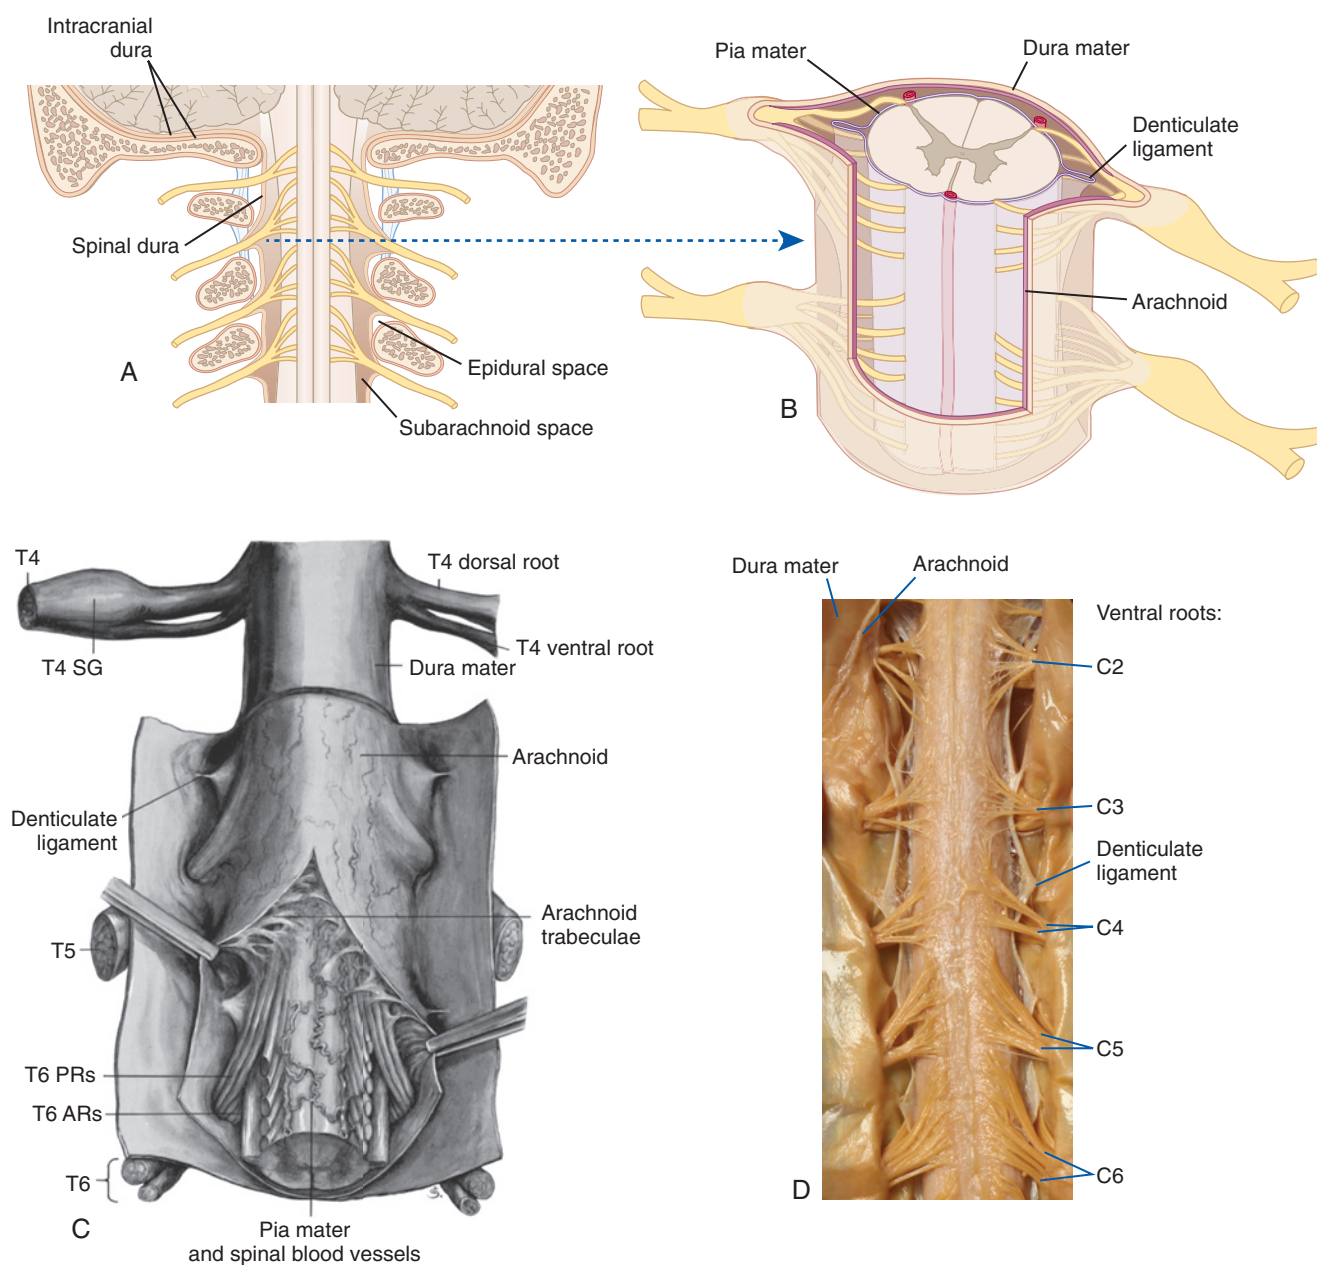 Intracranial
dura
Spinal dura
Epidural space
Subarachnoid space
A
Pia mater
Dura mater
Denticulate
ligament
Arachnoid
B
T4
T4 SG
T4 dorsal root
T4 ventral root
Dura mater
Arachnoid
Denticulate
ligament
Arachnoid
trabeculae
T5
T6 PRs
T6 ARs
T6
C
Pia mater
and spinal blood vessels
Dura mater
Arachnoid
Ventral roots:
C2
C3
Denticulate
ligament
C4
C5
C6
D